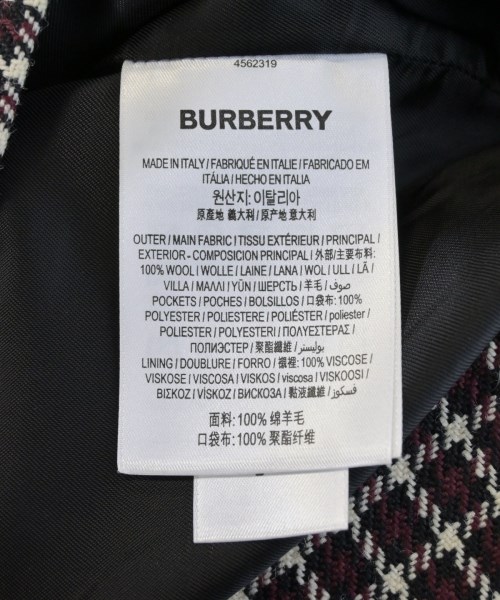 4562319
BURBERRY
MADE IN ITALY / FABRIQUÉ EN ITALIE / FABRICADO EM
ITÁLIA / HECHO EN ITALIA
원산지: 이탈리아
原產地 義大利 / 原产地 意大利
OUTER / MAIN FABRIC / TISSU EXTÉRIEUR / PRINCIPAL /
EXTERIOR - COMPOSICION PRINCIPAL / 外部/主要布料:
100% WOOL / WOLLE / LAINE / LANA / WOL / ULL / LÃ /
VILLA / ΜΑΛΛΙ / YŪN / ШЕРСТЬ / 羊毛 / صوف /
POCKETS / POCHES / BOLSILLOS / 口袋布: 100%
POLYESTER / POLIESTERE / POLIÉSTER / poliester /
POLIESTER / POLYESTERI / ΠΟΛΥΕΣΤΕΡΑΣ /
ПОЛИЭСТЕР / 聚酯纖維 / بوليستر /
LINING / DOUBLURE / FORRO / 襯裡: 100% VISCOSE /
VISKOSE / VISCOSA / VISKOS / viscosa / VISKOOSI /
ΒΙΣΚΟΖ / VÍSKOZ / ВИСКОЗА / 黏液纖維 / فسكوز /
面料: 100% 绵羊毛
口袋布: 100% 聚酯纤维